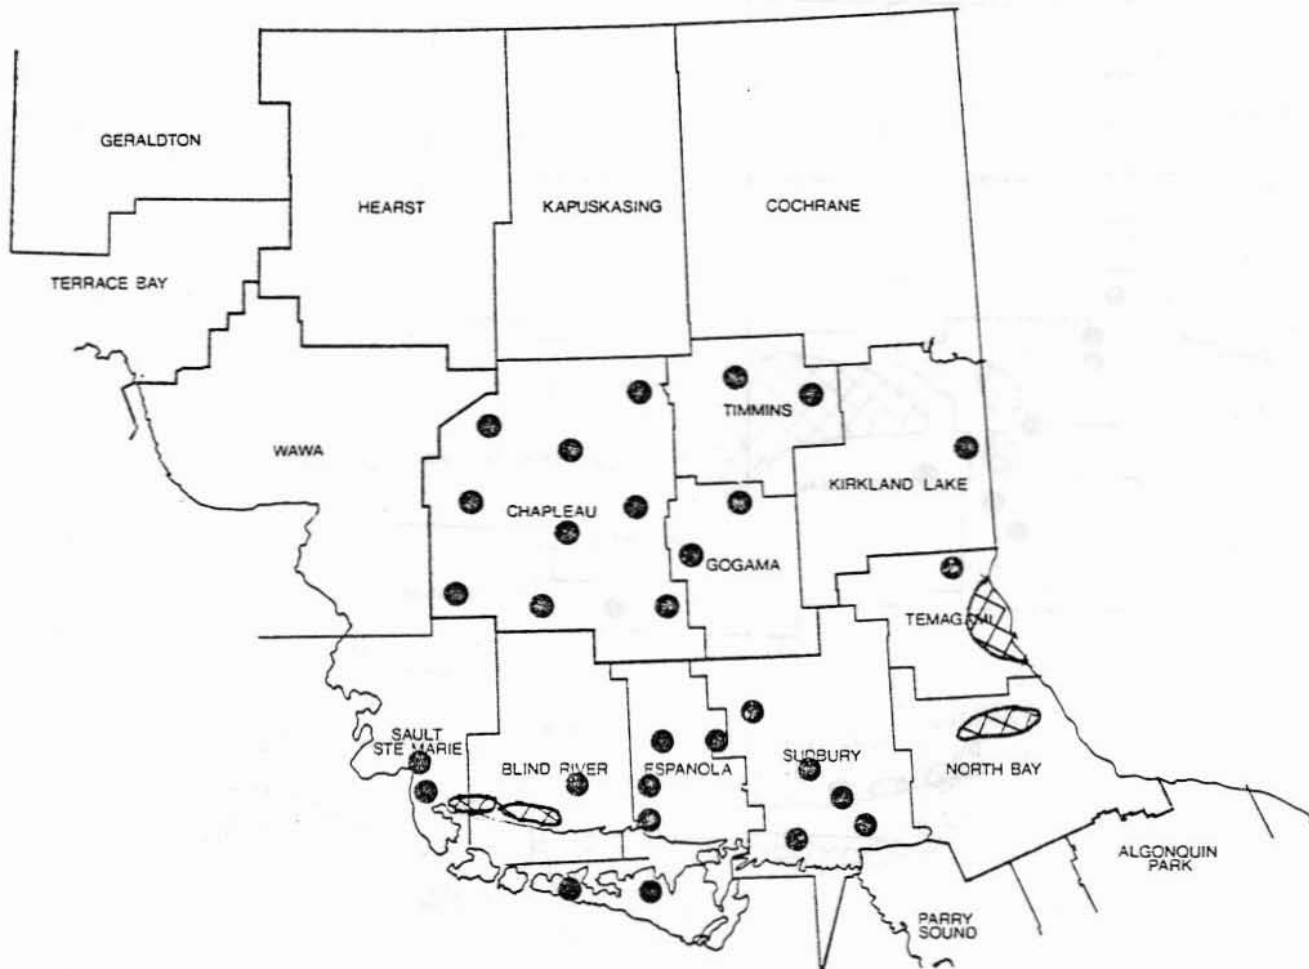 GERALDTON
HEARST
KAPUSKASING
COCHRANE
TERRACE BAY
TIMMINS
WAWA
KIRKLAND LAKE
CHAPLEAU
GOGAMA
TEMAGAMI
SAULT
STE MARIE
BLIND RIVER
ESPANOLA
SUDBURY
NORTH BAY
ALGONQUIN
PARK
PARRY
SOUND